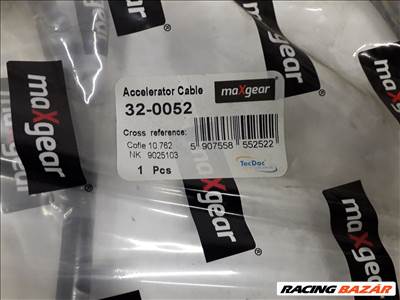 Accelerator Cable
maxgear
32-0052
Cross reference:
Cofle 10.762
NK 9025103
5 907558 552522
1 Pcs
TecDoc
maxgear
maxgear
maxgear
maxgear
maxgear
RACING BAZÁR